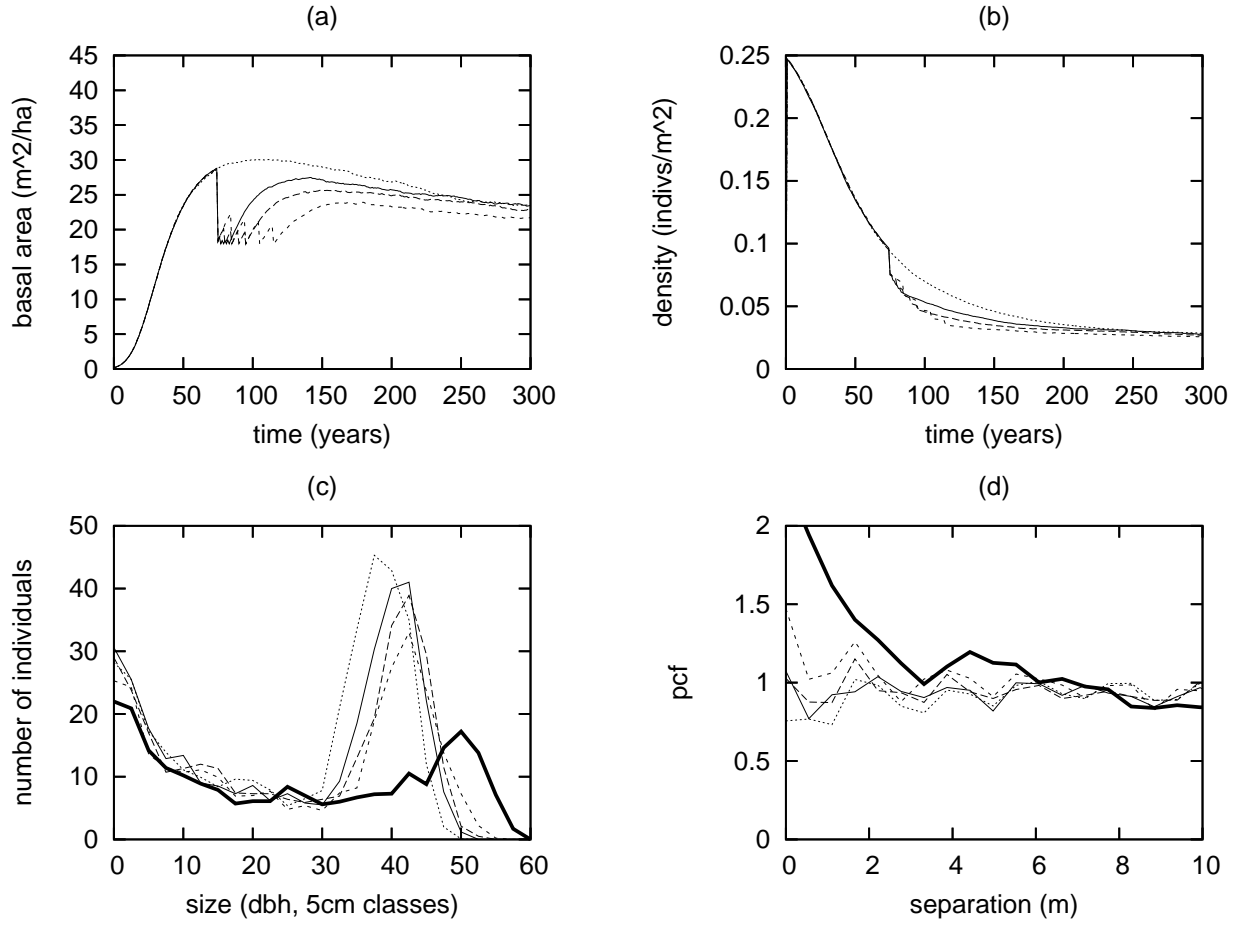 (a)
45
40
35
30
25
20
15
10
5
0
0 50 100 150 200 250 300
basal area (m^2/ha)
time (years)
(b)
0.25
0.2
0.15
0.1
0.05
0
0 50 100 150 200 250 300
density (indivs/m^2)
time (years)
(c)
50
40
30
20
10
0
0 10 20 30 40 50 60
number of individuals
size (dbh, 5cm classes)
(d)
2
1.5
1
0.5
0
0 2 4 6 8 10
pcf
separation (m)